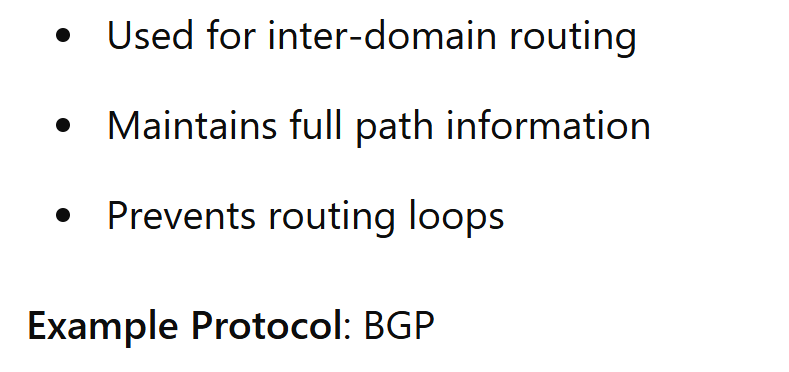 • Used for inter-domain routing
• Maintains full path information
• Prevents routing loops
Example Protocol: BGP